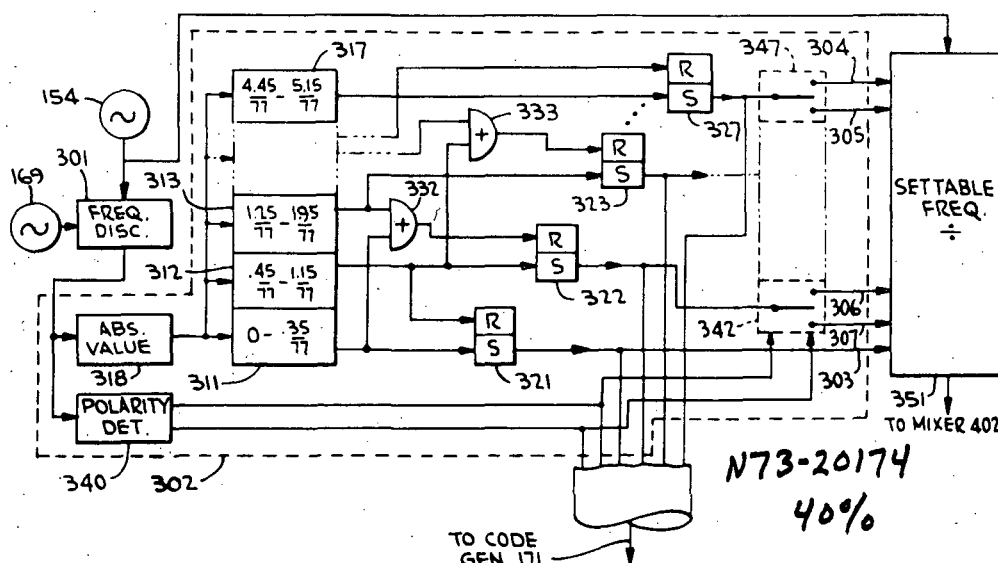 154
∼
169
∼
301
FREQ.
DISC.
313
312
ABS.
VALUE
318
POLARITY
DET.
340
302
317
4.45/77 - 5.15/77
1.25/77 - 1.95/77
.45/77 - 1.15/77
0 - .35/77
311
+
333
+
332
R
S
327
R
S
323
R
S
322
R
S
321
347
304
305
342
306
307
303
SETTABLE
FREQ.
÷
351
TO MIXER 402
N73-20174
40%
TO CODE
GEN. 171